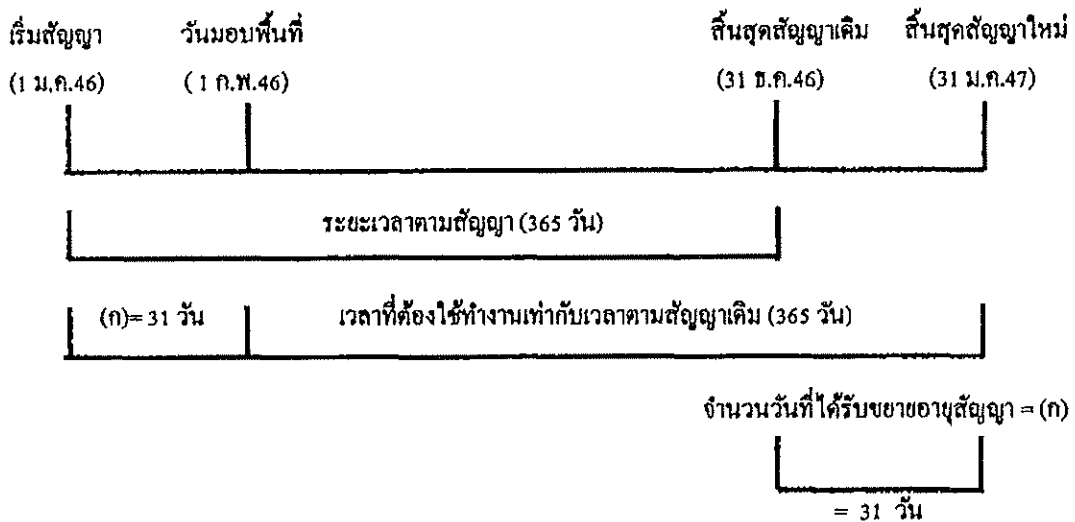 เริ่มสัญญา วันมอบพื้นที่ สิ้นสุดสัญญาเดิม สิ้นสุดสัญญาใหม่
(1 ม.ค.46) ( 1 ก.พ.46) (31 ธ.ค.46) (31 ม.ค.47)
ระยะเวลาตามสัญญา (365 วัน)
(ก)= 31 วัน เวลาที่ต้องใช้ทำงานเท่ากับเวลาตามสัญญาเดิม (365 วัน)
จำนวนวันที่ได้รับขยายอายุสัญญา = (ก)
= 31 วัน